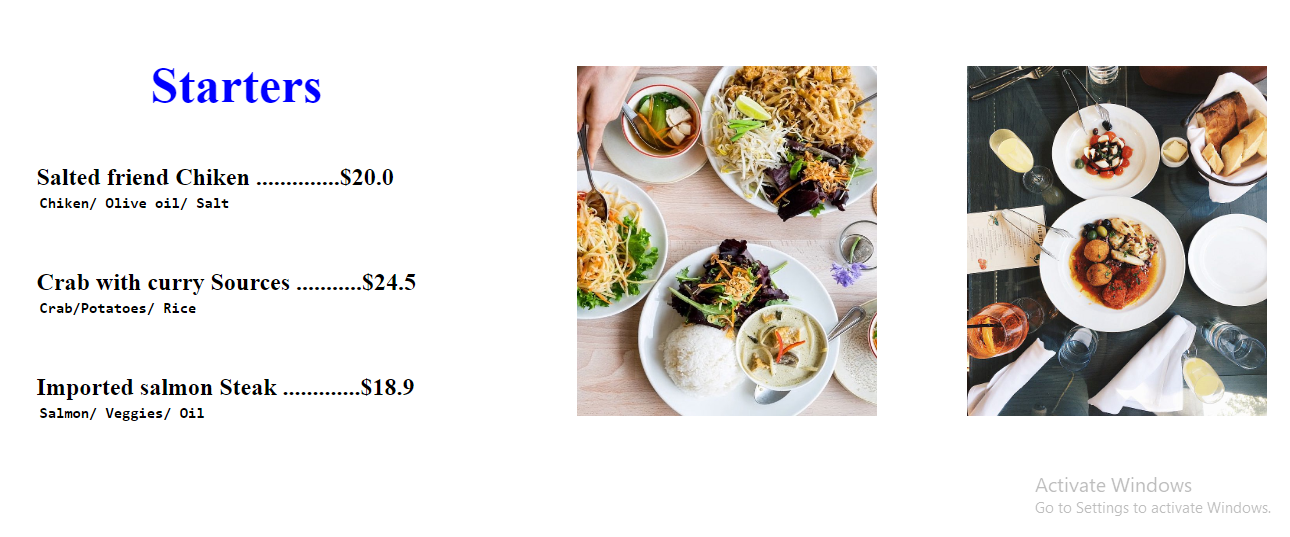 Starters
Salted friend Chiken ..............$20.0
Chiken/ Olive oil/ Salt
Crab with curry Sources ...........$24.5
Crab/Potatoes/ Rice
Imported salmon Steak .............$18.9
Salmon/ Veggies/ Oil
Activate Windows
Go to Settings to activate Windows.